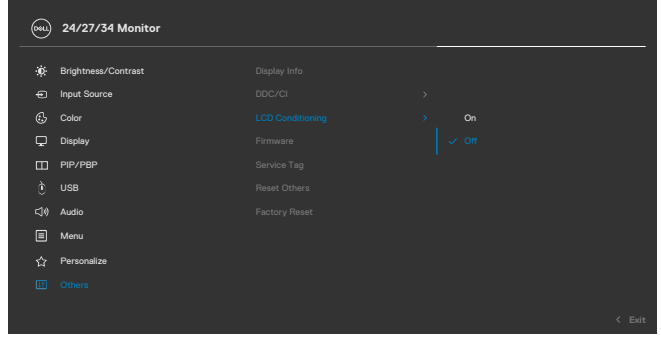 DELL 24/27/34 Monitor
Brightness/Contrast Display Info
Input Source DDC/CI >
Color LCD Conditioning > On
Display Firmware ✓ Off
PIP/PBP Service Tag
USB Reset Others
Audio Factory Reset
Menu
Personalize
Others
< Exit